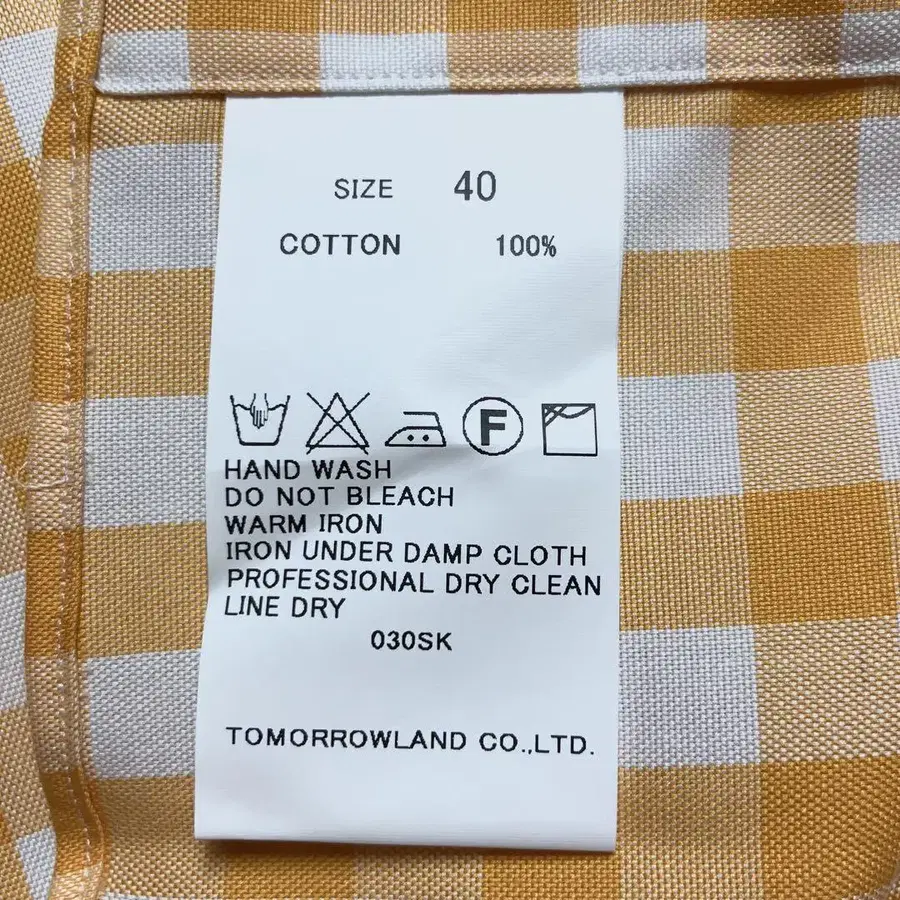 SIZE 40
COTTON 100%
F
HAND WASH
DO NOT BLEACH
WARM IRON
IRON UNDER DAMP CLOTH
PROFESSIONAL DRY CLEAN
LINE DRY
030SK
TOMORROWLAND CO.,LTD.